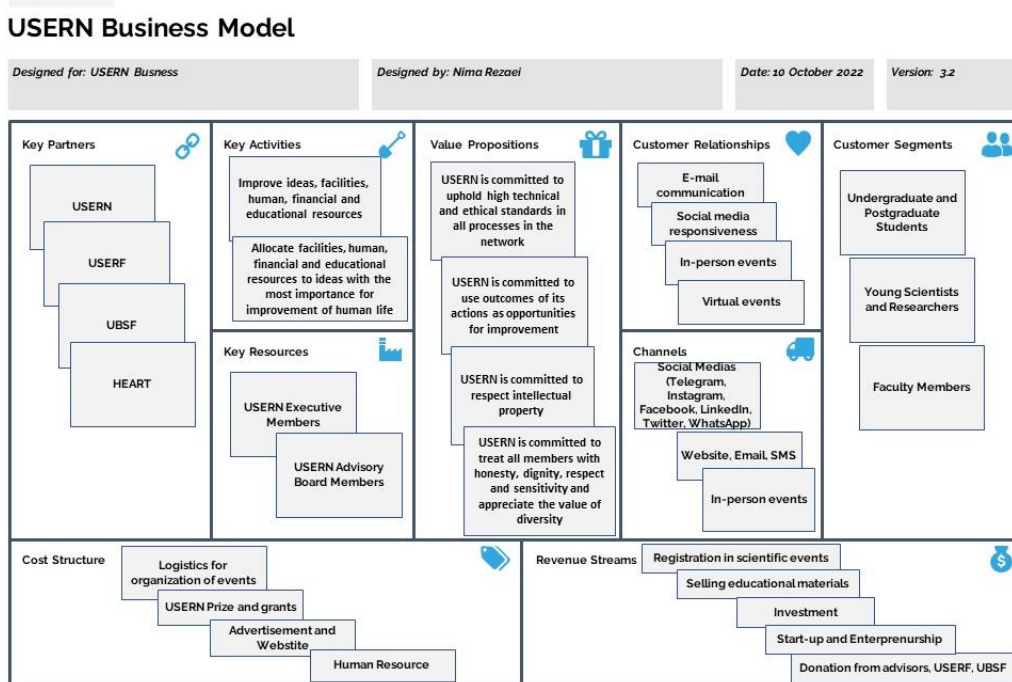 USERN Business Model
Designed for: USERN Busness
Designed by: Nima Rezaei
Date: 10 October 2022
Version: 3.2
Key Partners
USERN
USERF
UBSF
HEART
Key Activities
Improve ideas, facilities,
human, financial and
educational resources
Allocate facilities, human,
financial and educational
resources to ideas with the
most importance for
improvement of human life
Key Resources
USERN Executive
Members
USERN Advisory
Board Members
Value Propositions
USERN is committed to
uphold high technical
and ethical standards in
all processes in the
network
USERN is committed to
use outcomes of its
actions as opportunities
for improvement
USERN is committed to
respect intellectual
property
USERN is committed to
treat all members with
honesty, dignity, respect
and sensitivity and
appreciate the value of
diversity
Customer Relationships
E-mail
communication
Social media
responsiveness
In-person events
Virtual events
Channels
Social Medias
(Telegram,
Instagram,
Facebook, LinkedIn,
Twitter, WhatsApp)
Website, Email, SMS
In-person events
Customer Segments
Undergraduate and
Postgraduate
Students
Young Scientists
and Researchers
Faculty Members
Cost Structure
Logistics for
organization of events
USERN Prize and grants
Advertisement and
Webstite
Human Resource
Revenue Streams
Registration in scientific events
Selling educational materials
Investment
Start-up and Enterprenurship
Donation from advisors, USERF, UBSF